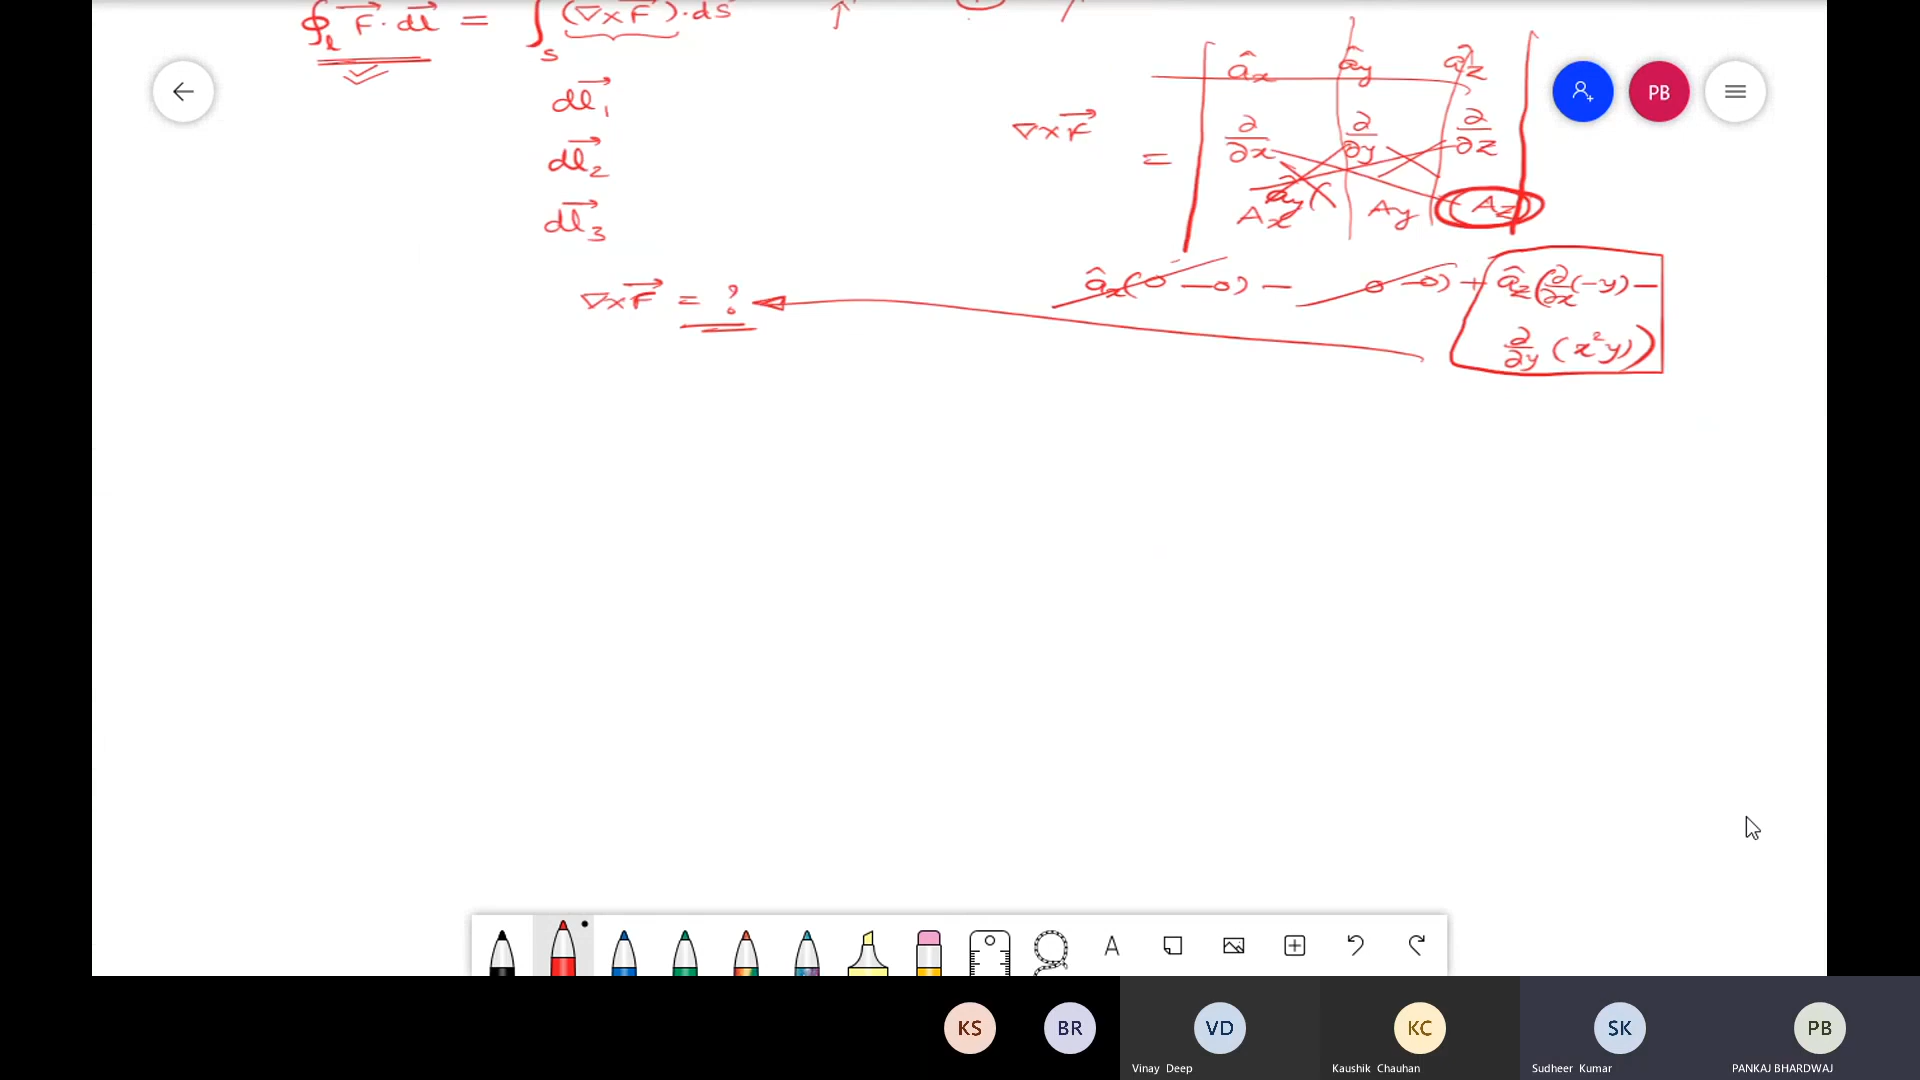 ∮ₗ F⃗ · dl⃗ = ∫ₛ (∇×F⃗) · ds
dl⃗₁
dl⃗₂
dl⃗₃
∇×F⃗ = ?
∇×F⃗ =
âx ây âz
∂/∂x ∂/∂y ∂/∂z
Ax Ay Az
âx(0 – 0) – 0 – 0) + âz(∂/∂x(-y) –
∂/∂y (x²y))
PB
A
KS BR VD KC SK PB
Vinay Deep Kaushik Chauhan Sudheer Kumar PANKAJ BHARDWAJ